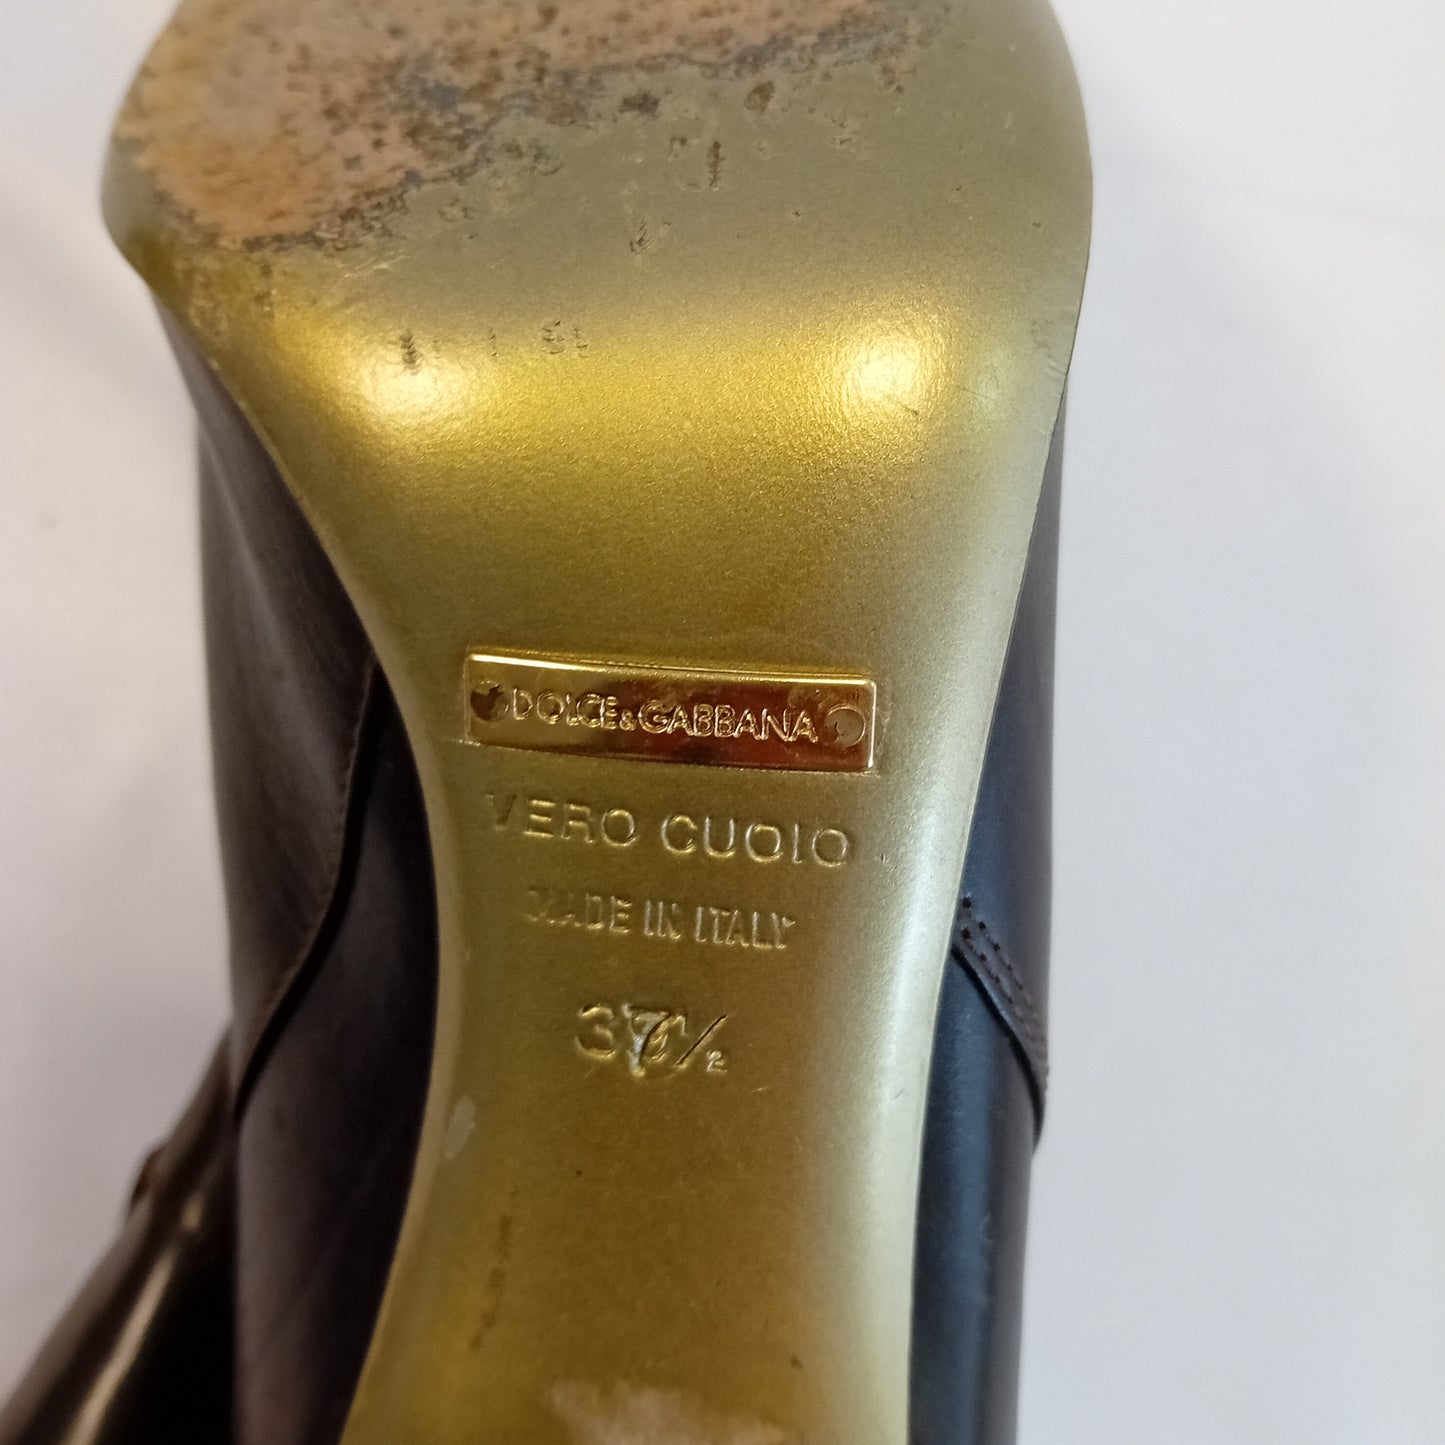 DOLCE&GABBANA
VERO CUOIO
MADE IN ITALY
37½